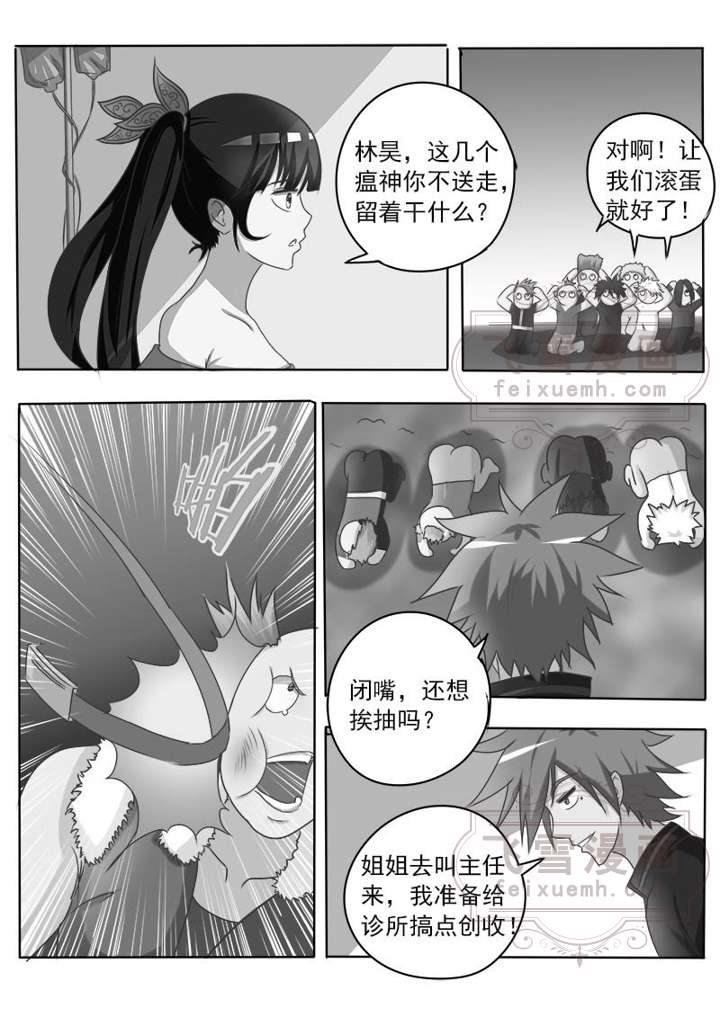 林昊，这几个
瘟神你不送走，
留着干什么？
对啊！让
我们滚蛋
就好了！
飞雪漫画
feixuemh.com
啪
闭嘴，还想
挨抽吗？
姐姐去叫主任
来，我准备给
诊所搞点创收！
飞雪漫画
feixuemh.com